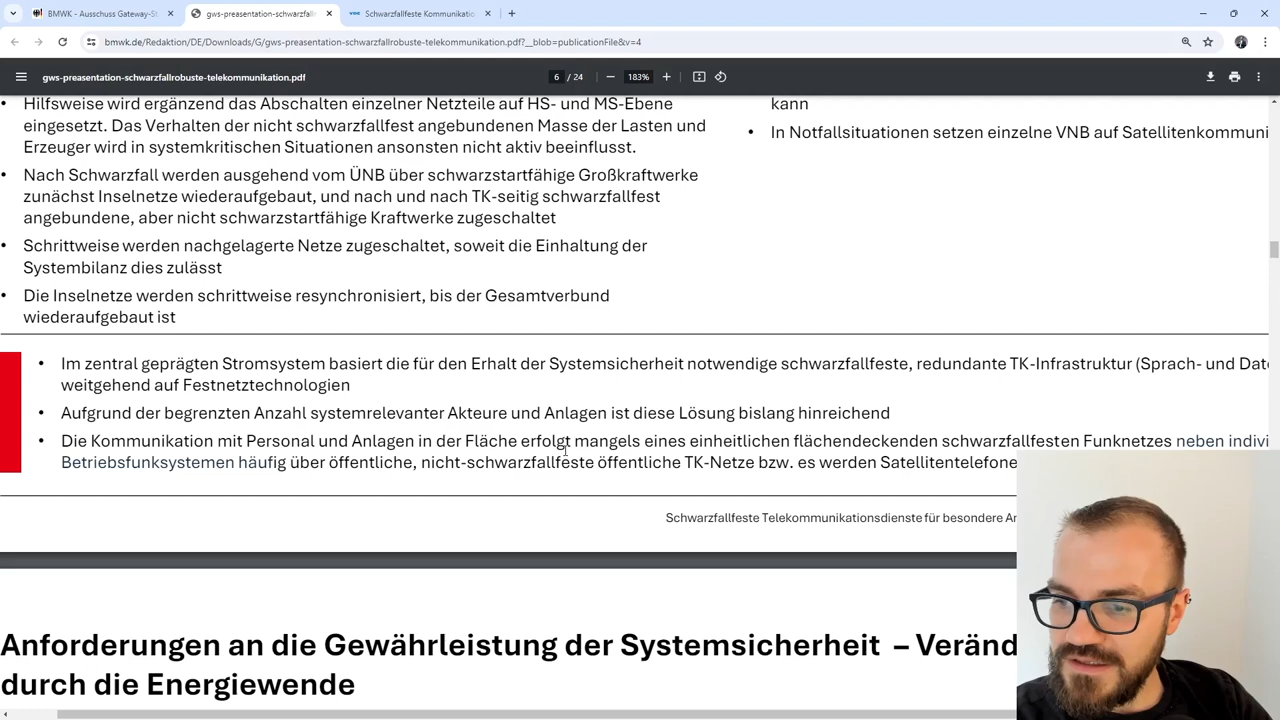 BMWK - Ausschuss Gateway-St
gws-preasentation-schwarzfallr
Schwarzfallfeste Kommunikation
bmwk.de/Redaktion/DE/Downloads/G/gws-preasentation-schwarzfallrobuste-telekommunikation.pdf?__blob=publicationFile&v=4
gws-preasentation-schwarzfallrobuste-telekommunikation.pdf
6 / 24
183%
• Hilfsweise wird ergänzend das Abschalten einzelner Netzteile auf HS- und MS-Ebene
eingesetzt. Das Verhalten der nicht schwarzfallfest angebundenen Masse der Lasten und
Erzeuger wird in systemkritischen Situationen ansonsten nicht aktiv beeinflusst.
• Nach Schwarzfall werden ausgehend vom ÜNB über schwarzstartfähige Großkraftwerke
zunächst Inselnetze wiederaufgebaut, und nach und nach TK-seitig schwarzfallfest
angebundene, aber nicht schwarzstartfähige Kraftwerke zugeschaltet
• Schrittweise werden nachgelagerte Netze zugeschaltet, soweit die Einhaltung der
Systembilanz dies zulässt
• Die Inselnetze werden schrittweise resynchronisiert, bis der Gesamtverbund
wiederaufgebaut ist
kann
• In Notfallsituationen setzen einzelne VNB auf Satellitenkommuni
• Im zentral geprägten Stromsystem basiert die für den Erhalt der Systemsicherheit notwendige schwarzfallfeste, redundante TK-Infrastruktur (Sprach- und Date
weitgehend auf Festnetztechnologien
• Aufgrund der begrenzten Anzahl systemrelevanter Akteure und Anlagen ist diese Lösung bislang hinreichend
• Die Kommunikation mit Personal und Anlagen in der Fläche erfolgt mangels eines einheitlichen flächendeckenden schwarzfallfesten Funknetzes neben indivi
Betriebsfunksystemen häufig über öffentliche, nicht-schwarzfallfeste öffentliche TK-Netze bzw. es werden Satellitentelefone
Schwarzfallfeste Telekommunikationsdienste für besondere An
Anforderungen an die Gewährleistung der Systemsicherheit – Veränd
durch die Energiewende